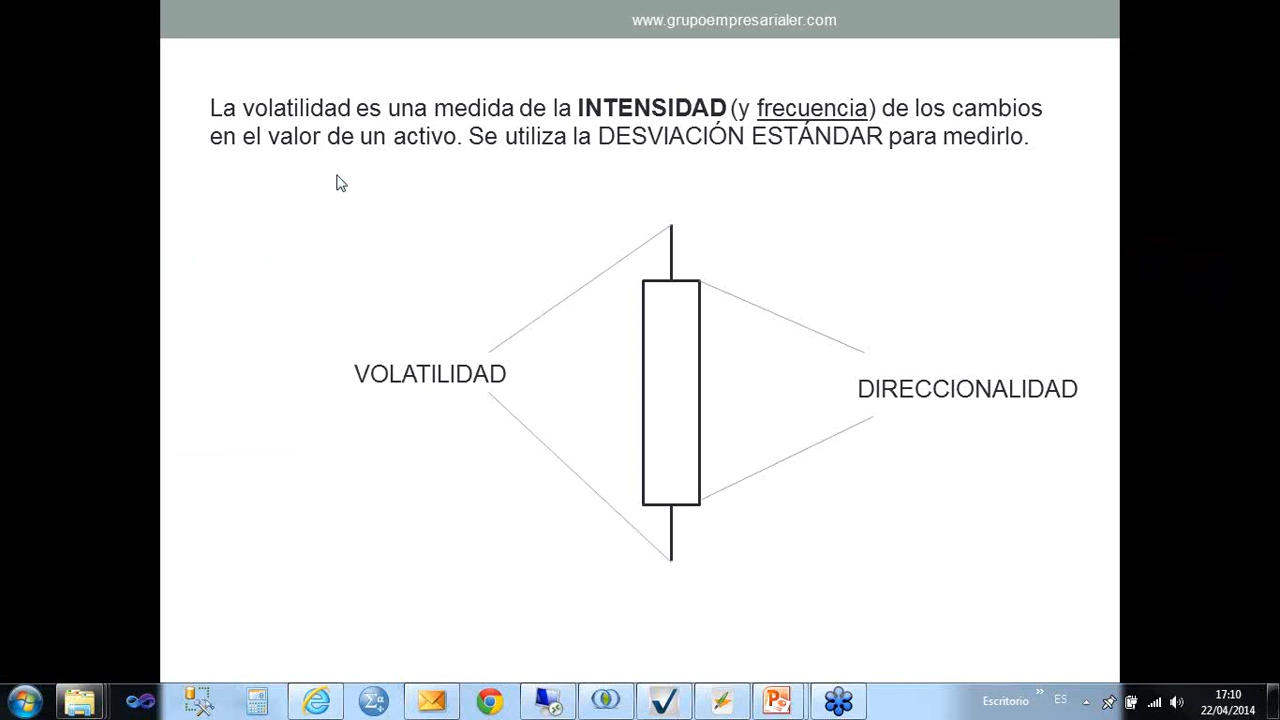 www.grupoempresarialer.com
La volatilidad es una medida de la INTENSIDAD (y frecuencia) de los cambios
en el valor de un activo. Se utiliza la DESVIACIÓN ESTÁNDAR para medirlo.
VOLATILIDAD
DIRECCIONALIDAD
Escritorio
ES
17:10
22/04/2014